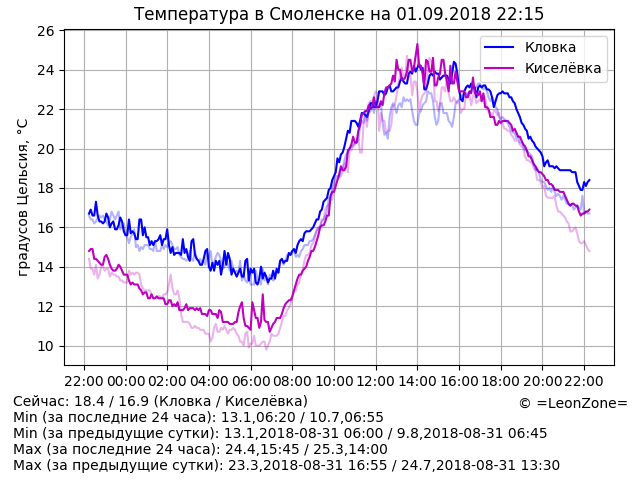 Температура в Смоленске на 01.09.2018 22:15
Кловка
Киселёвка
градусов Цельсия, °C
26
24
22
20
18
16
14
12
10
22:00 00:00 02:00 04:00 06:00 08:00 10:00 12:00 14:00 16:00 18:00 20:00 22:00
Сейчас: 18.4 / 16.9 (Кловка / Киселёвка)
© =LeonZone=
Min (за последние 24 часа): 13.1,06:20 / 10.7,06:55
Min (за предыдущие сутки): 13.1,2018-08-31 06:00 / 9.8,2018-08-31 06:45
Max (за последние 24 часа): 24.4,15:45 / 25.3,14:00
Max (за предыдущие сутки): 23.3,2018-08-31 16:55 / 24.7,2018-08-31 13:30